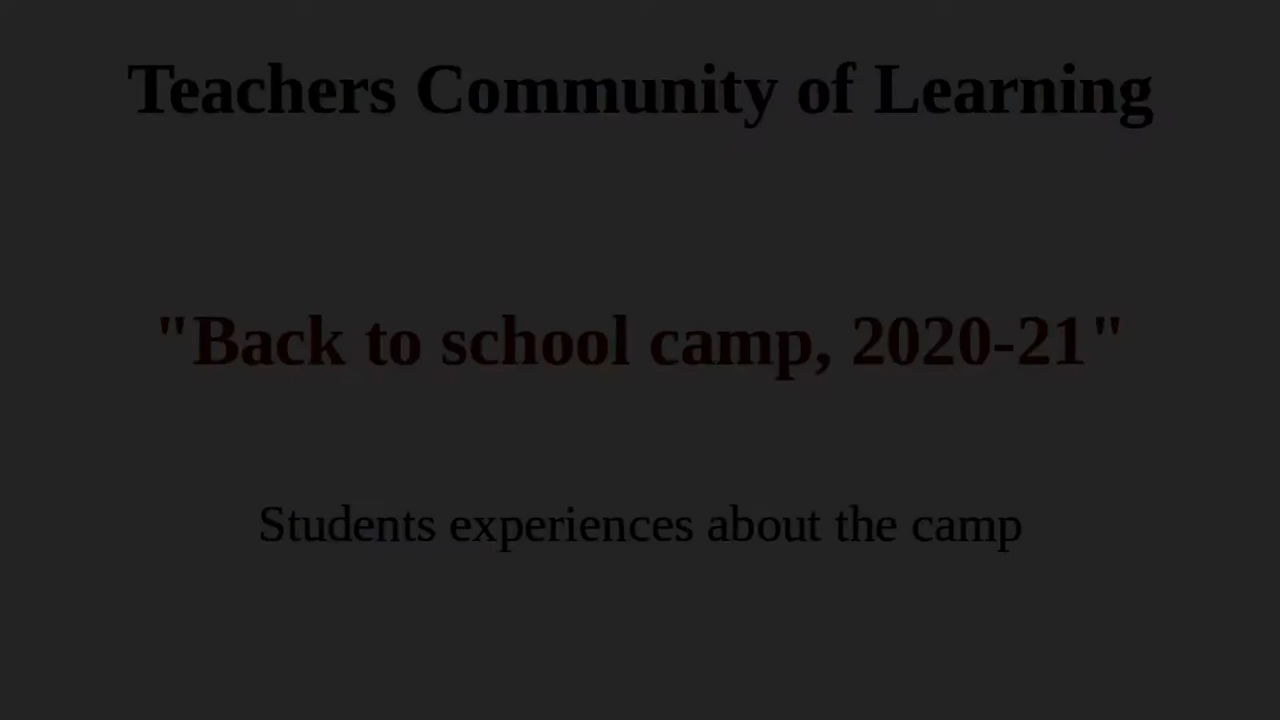 Teachers Community of Learning
"Back to school camp, 2020-21"
Students experiences about the camp